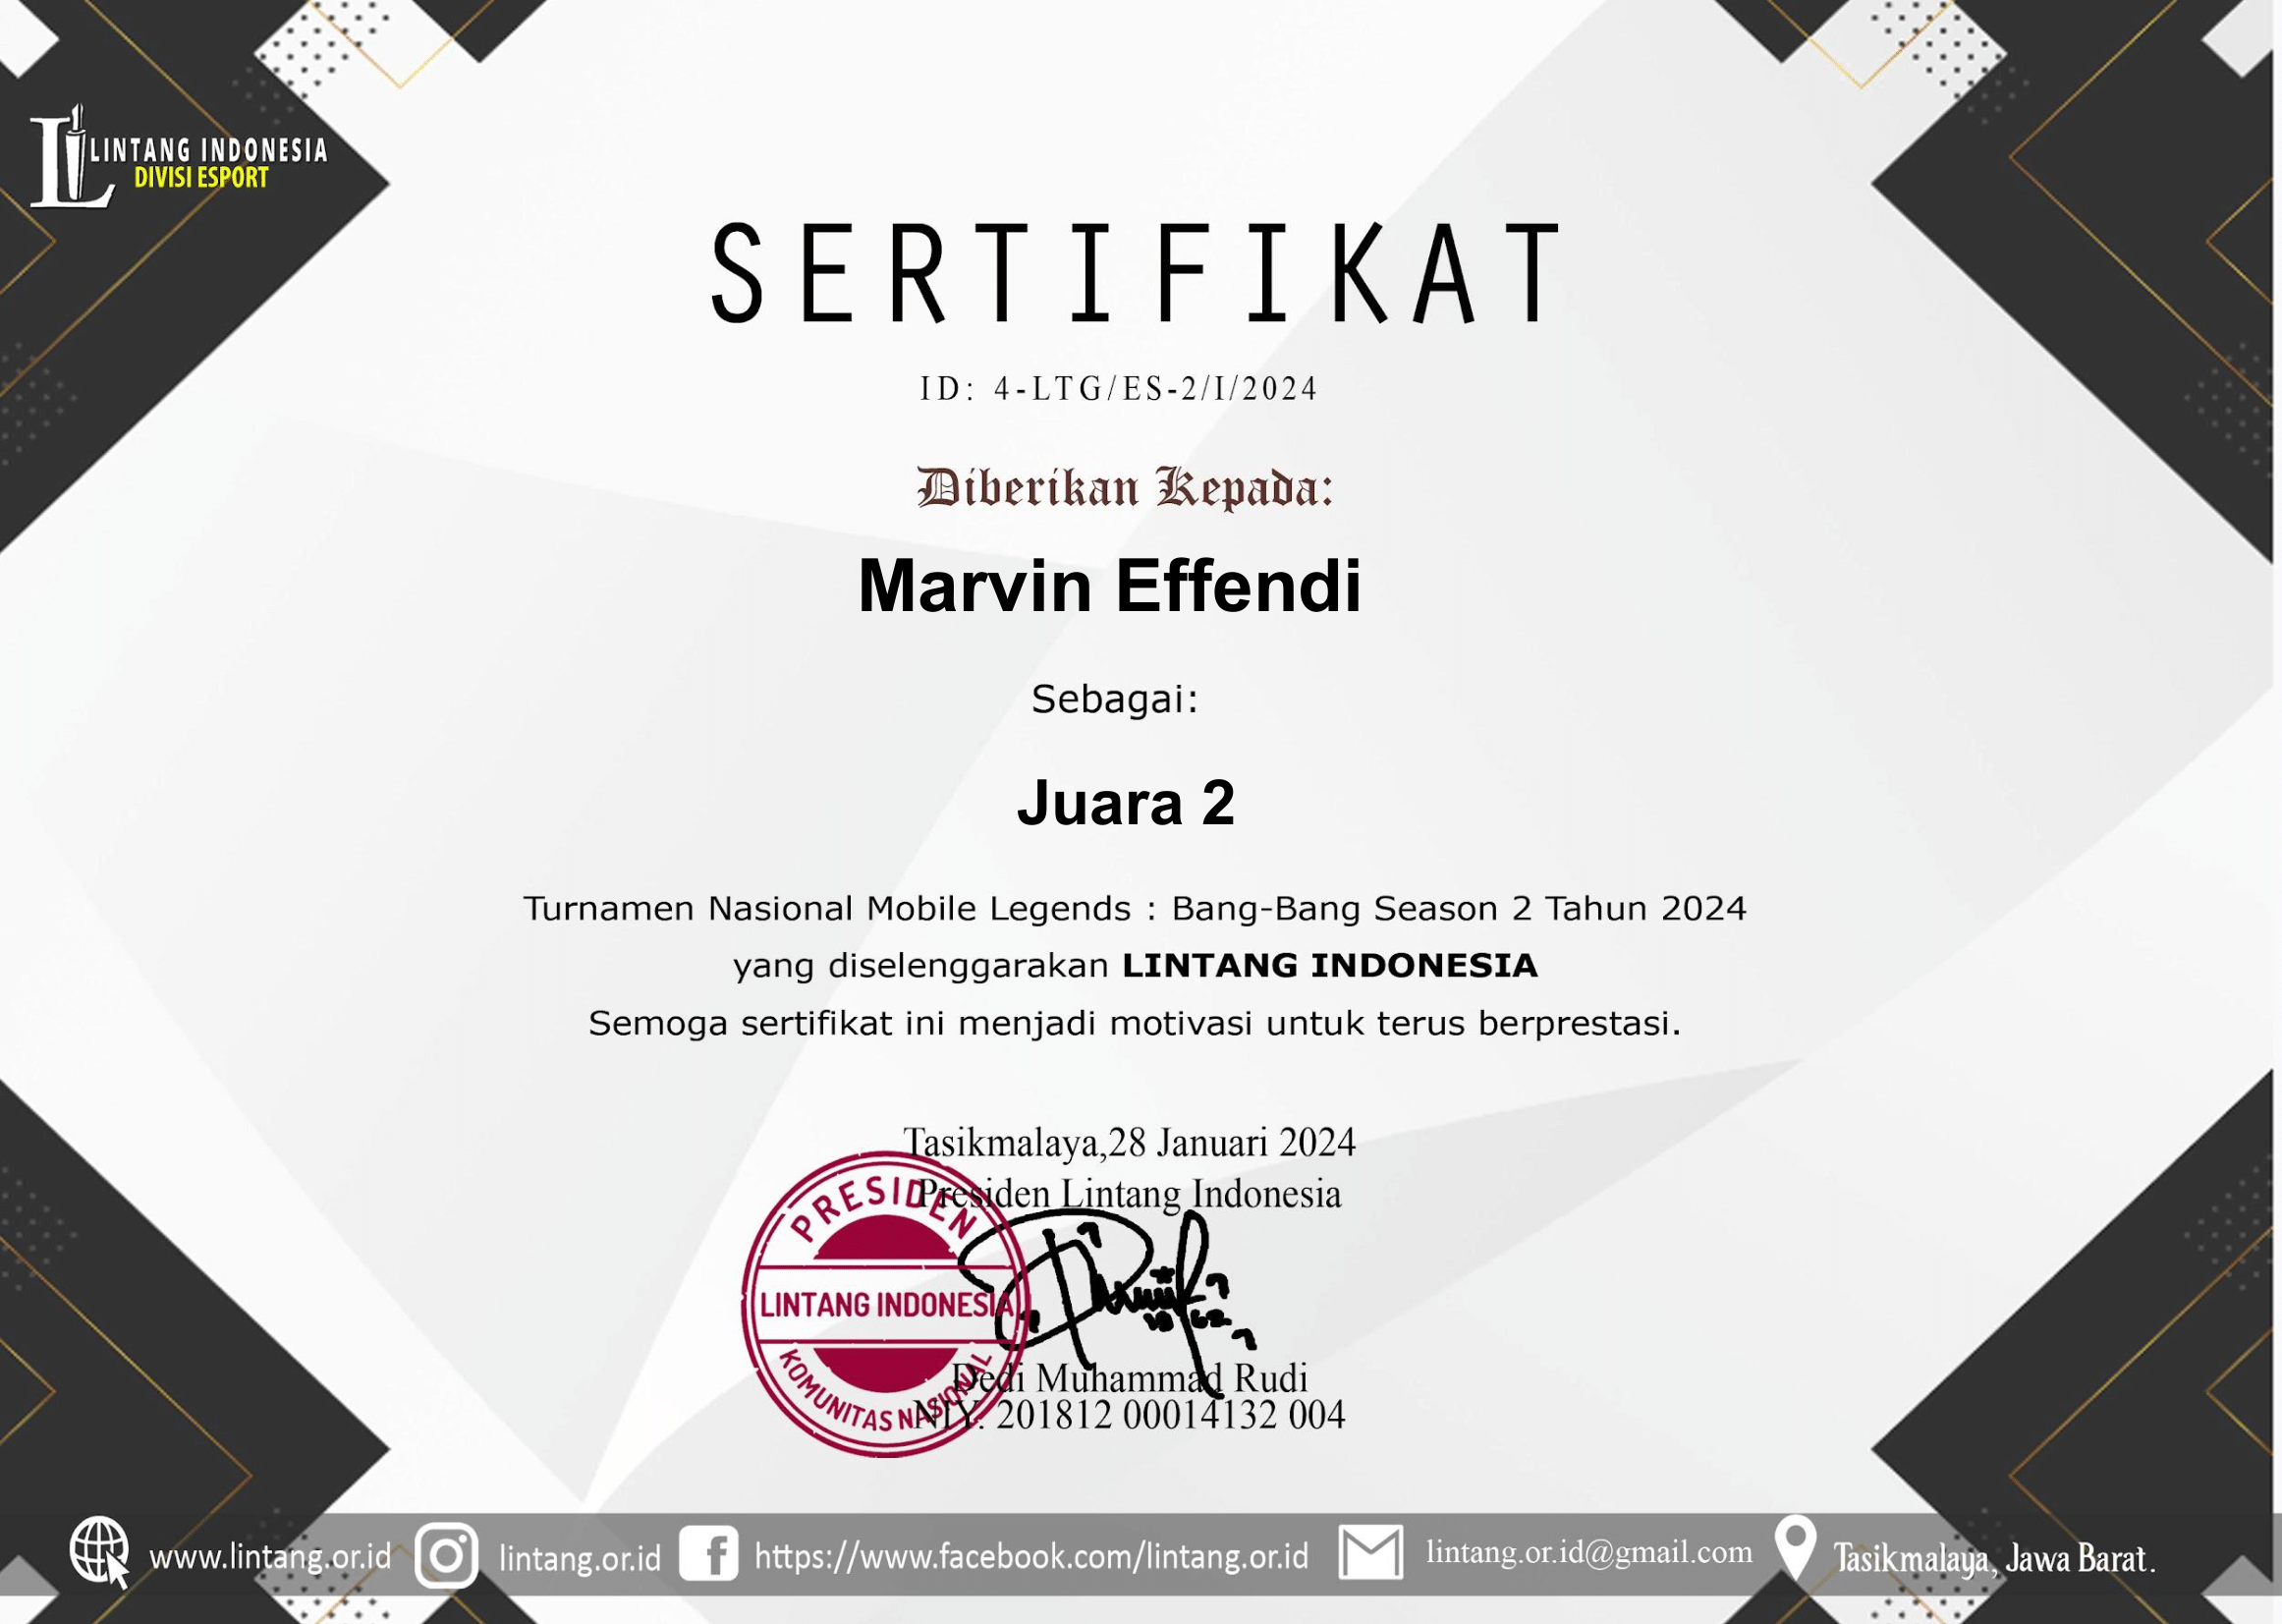 LINTANG INDONESIA
DIVISI ESPORT
SERTIFIKAT
ID: 4-LTG/ES-2/I/2024
Diberikan Kepada:
Marvin Effendi
Sebagai:
Juara 2
Turnamen Nasional Mobile Legends : Bang-Bang Season 2 Tahun 2024
yang diselenggarakan LINTANG INDONESIA
Semoga sertifikat ini menjadi motivasi untuk terus berprestasi.
Tasikmalaya,28 Januari 2024
Presiden Lintang Indonesia
PRESIDEN
LINTANG INDONESIA
KOMUNITAS NASIONAL
Dedi Muhammad Rudi
NIY. 201812 00014132 004
www.lintang.or.id lintang.or.id https://www.facebook.com/lintang.or.id lintang.or.id@gmail.com Tasikmalaya, Jawa Barat.